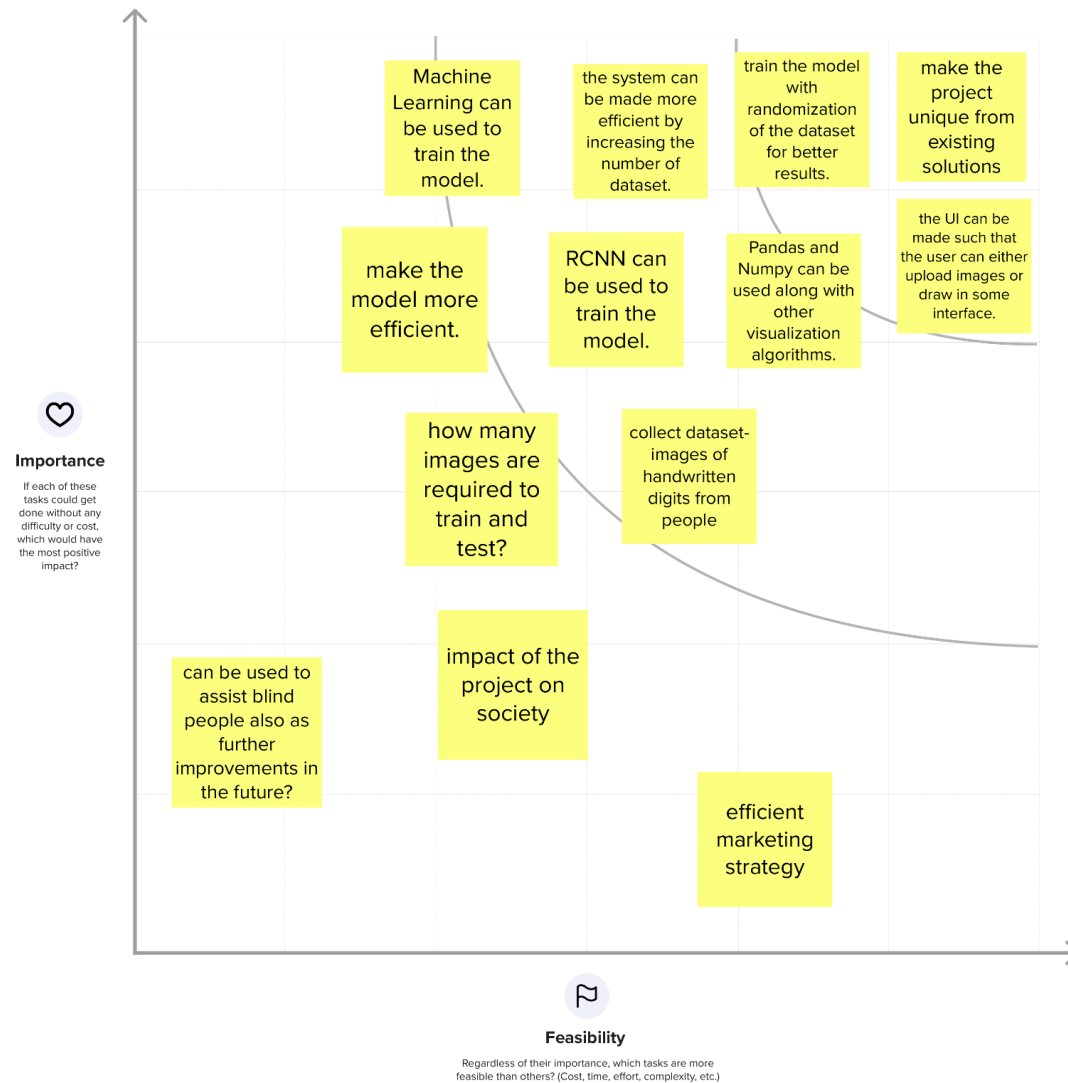 Machine
Learning can
be used to
train the
model.
the system can
be made more
efficient by
increasing the
number of
dataset.
train the model
with
randomization
of the dataset
for better
results.
make the
project
unique from
existing
solutions
make the
model more
efficient.
RCNN can
be used to
train the
model.
Pandas and
Numpy can be
used along with
other
visualization
algorithms.
the UI can be
made such that
the user can either
upload images or
draw in some
interface.
how many
images are
required to
train and
test?
collect dataset-
images of
handwritten
digits from
people
Importance
If each of these
tasks could get
done without any
difficulty or cost,
which would have
the most positive
impact?
impact of the
project on
society
can be used to
assist blind
people also as
further
improvements in
the future?
efficient
marketing
strategy
Feasibility
Regardless of their importance, which tasks are more
feasible than others? (Cost, time, effort, complexity, etc.)